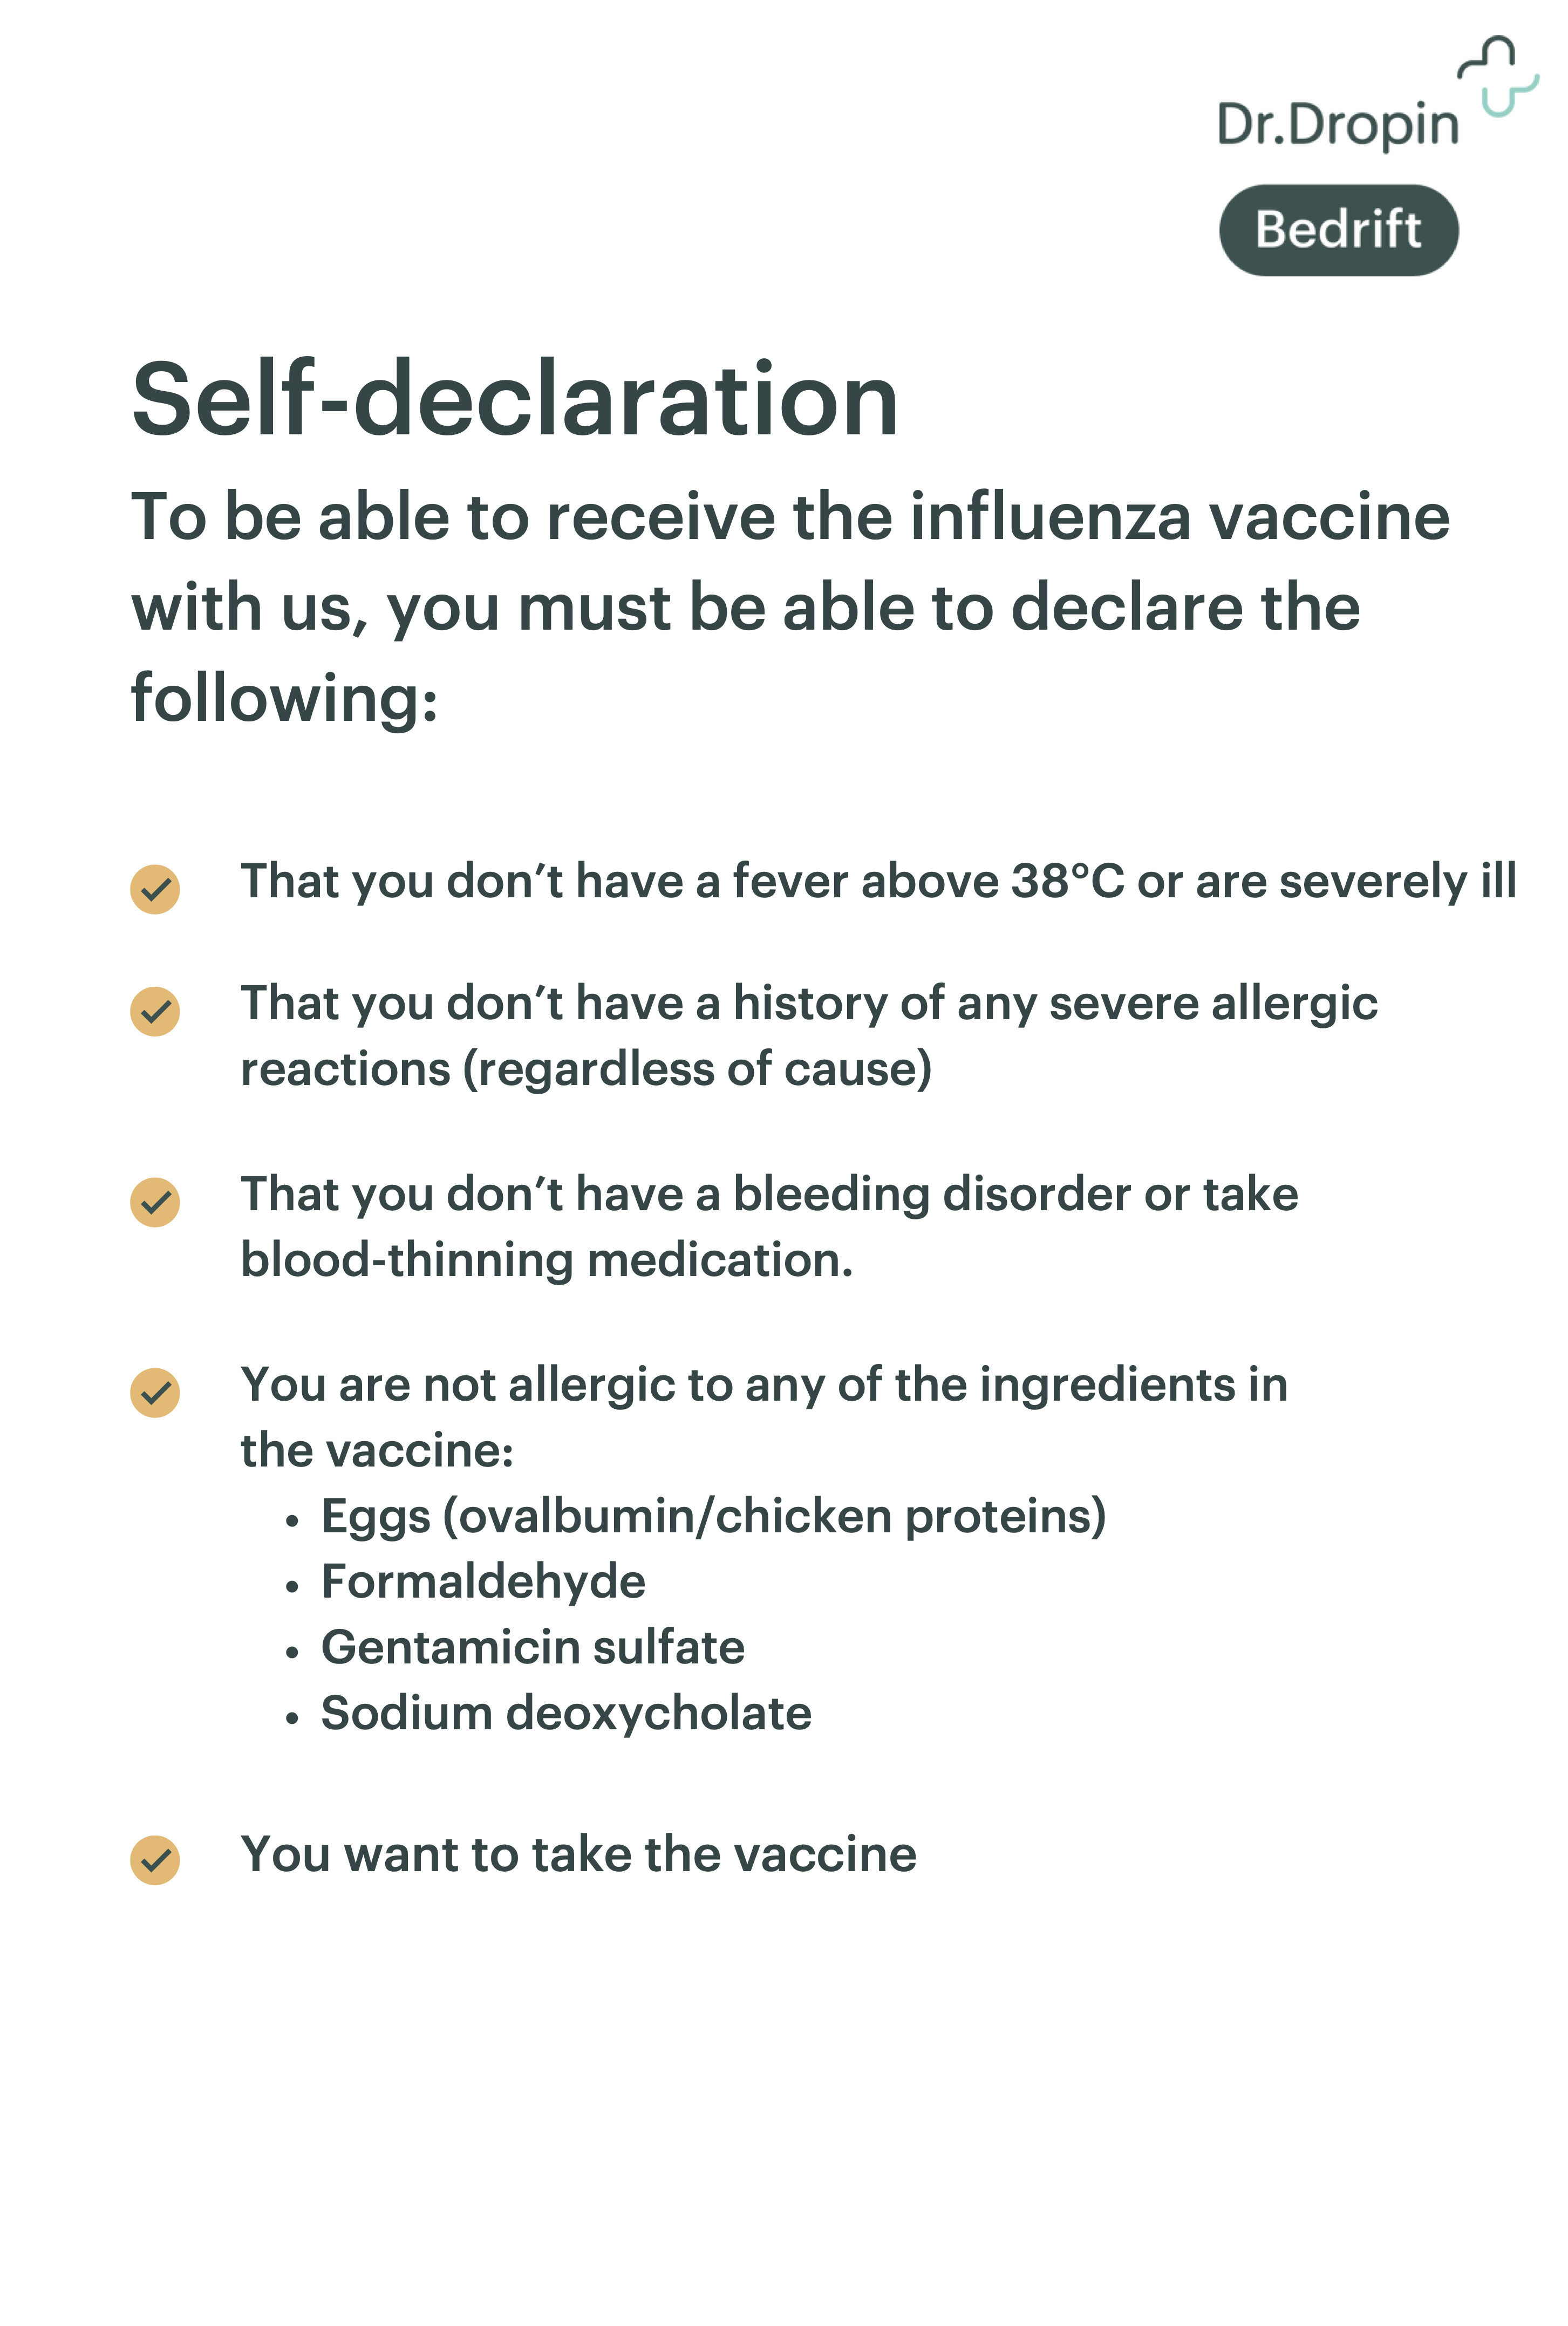 Dr.Dropin
Bedrift
Self-declaration
To be able to receive the influenza vaccine
with us, you must be able to declare the
following:
That you don’t have a fever above 38°C or are severely ill
That you don’t have a history of any severe allergic
reactions (regardless of cause)
That you don’t have a bleeding disorder or take
blood-thinning medication.
You are not allergic to any of the ingredients in
the vaccine:
• Eggs (ovalbumin/chicken proteins)
• Formaldehyde
• Gentamicin sulfate
• Sodium deoxycholate
You want to take the vaccine